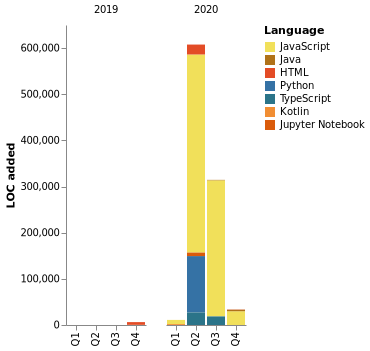 2019
2020
Language
JavaScript
Java
HTML
Python
TypeScript
Kotlin
Jupyter Notebook
LOC added
600,000
500,000
400,000
300,000
200,000
100,000
0
Q1
Q2
Q3
Q4
Q1
Q2
Q3
Q4